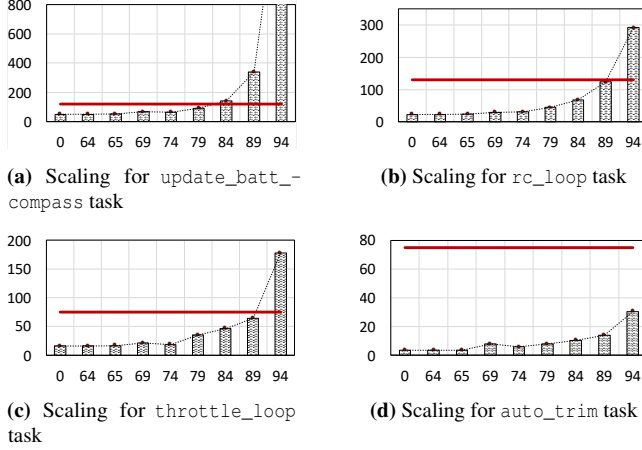 800
600
400
200
0
0 64 65 69 74 79 84 89 94
(a) Scaling for update_batt_-
compass task
300
200
100
0
0 64 65 69 74 79 84 89 94
(b) Scaling for rc_loop task
200
150
100
50
0
0 64 65 69 74 79 84 89 94
(c) Scaling for throttle_loop
task
80
60
40
20
0
0 64 65 69 74 79 84 89 94
(d) Scaling for auto_trim task